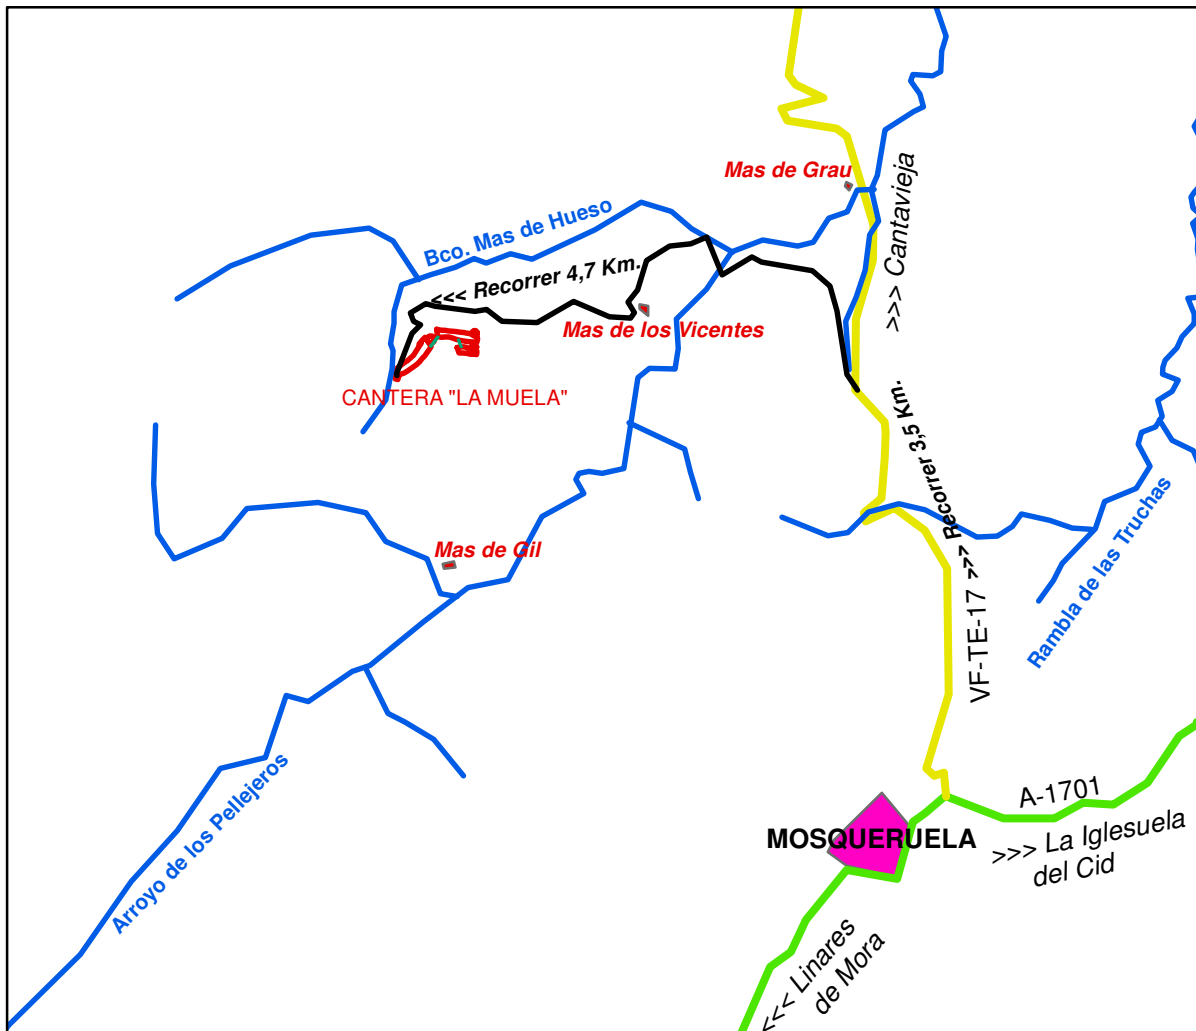 Mas de Grau
>>> Cantavieja
Bco. Mas de Hueso
<<< Recorrer 4,7 Km.
Mas de los Vicentes
CANTERA "LA MUELA"
VF-TE-17 >>> Recorrer 3,5 Km.
Rambla de las Truchas
Mas de Gil
Arroyo de los Pellejeros
A-1701
MOSQUERUELA
>>> La Iglesuela
del Cid
<<< Linares
de Mora